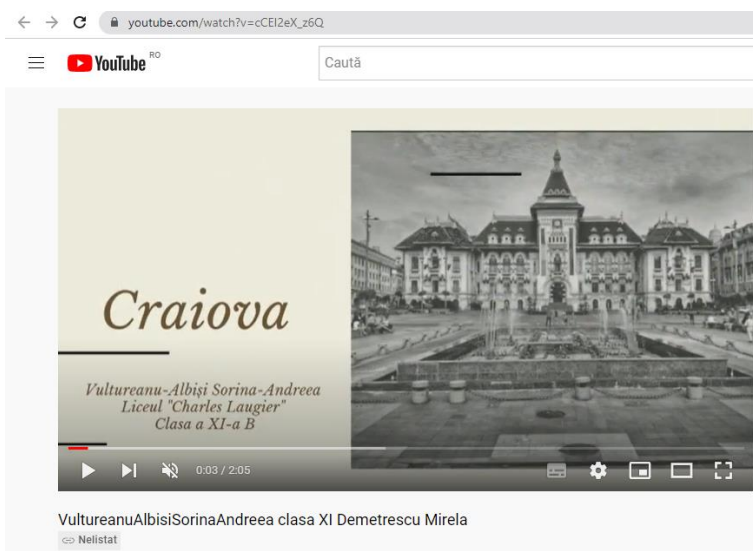 youtube.com/watch?v=cCEI2eX_z6Q
YouTube RO
Caută
Craiova
Vultureanu-Albiși Sorina-Andreea
Liceul "Charles Laugier"
Clasa a XI-a B
0:03 / 2:05
VultureanuAlbisiSorinaAndreea clasa XI Demetrescu Mirela
Nelistat